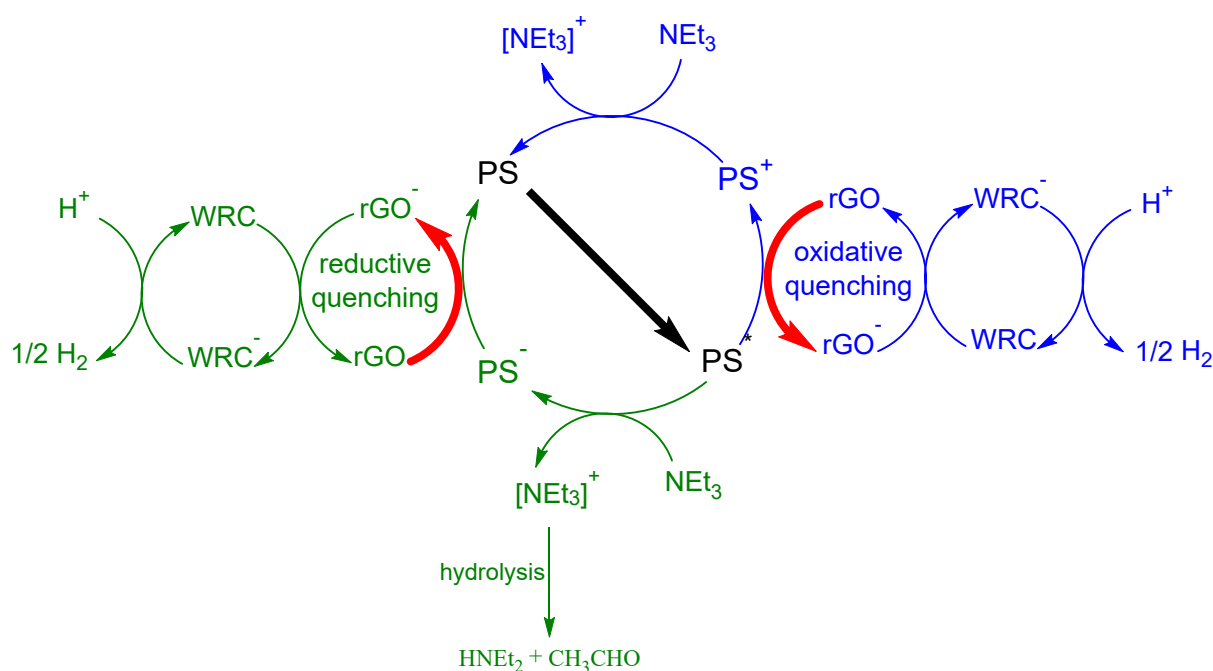 [NEt₃]⁺ NEt₃
PS PS⁺
H⁺ WRC rGO⁻ rGO WRC⁻ H⁺
reductive
quenching
oxidative
quenching
1/2 H₂ WRC⁻ rGO PS⁻ PS* rGO⁻ WRC 1/2 H₂
[NEt₃]⁺ NEt₃
hydrolysis
HNEt₂ + CH₃CHO